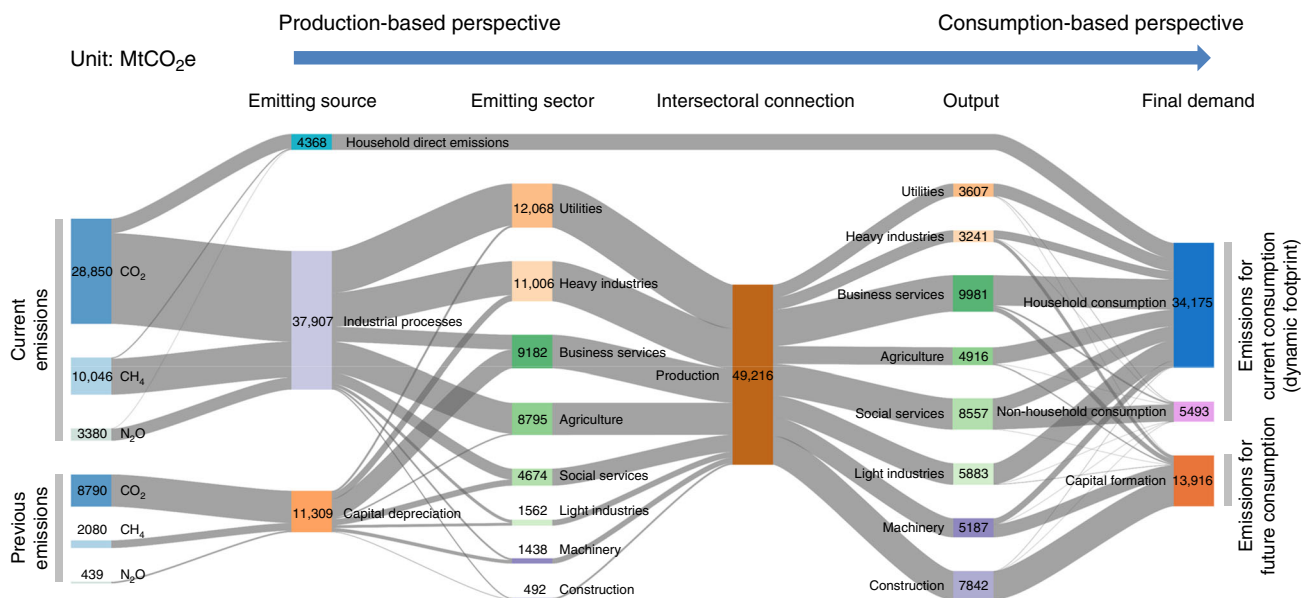 Production-based perspective
Consumption-based perspective
Unit: MtCO₂e
Emitting source
Emitting sector
Intersectoral connection
Output
Final demand
Current
emissions
28,850 CO₂
10,046 CH₄
3380 N₂O
Previous
emissions
8790 CO₂
2080 CH₄
439 N₂O
4368 Household direct emissions
37,907 Industrial processes
11,309 Capital depreciation
12,068 Utilities
11,006 Heavy industries
9182 Business services
8795 Agriculture
4674 Social services
1562 Light industries
1438 Machinery
492 Construction
Production 49,216
Utilities 3607
Heavy industries 3241
Business services 9981
Agriculture 4916
Social services 8557
Light industries 5883
Machinery 5187
Construction 7842
Household consumption 34,175
Non-household consumption 5493
Capital formation 13,916
Emissions for
current consumption
(dynamic footprint)
Emissions for
future consumption